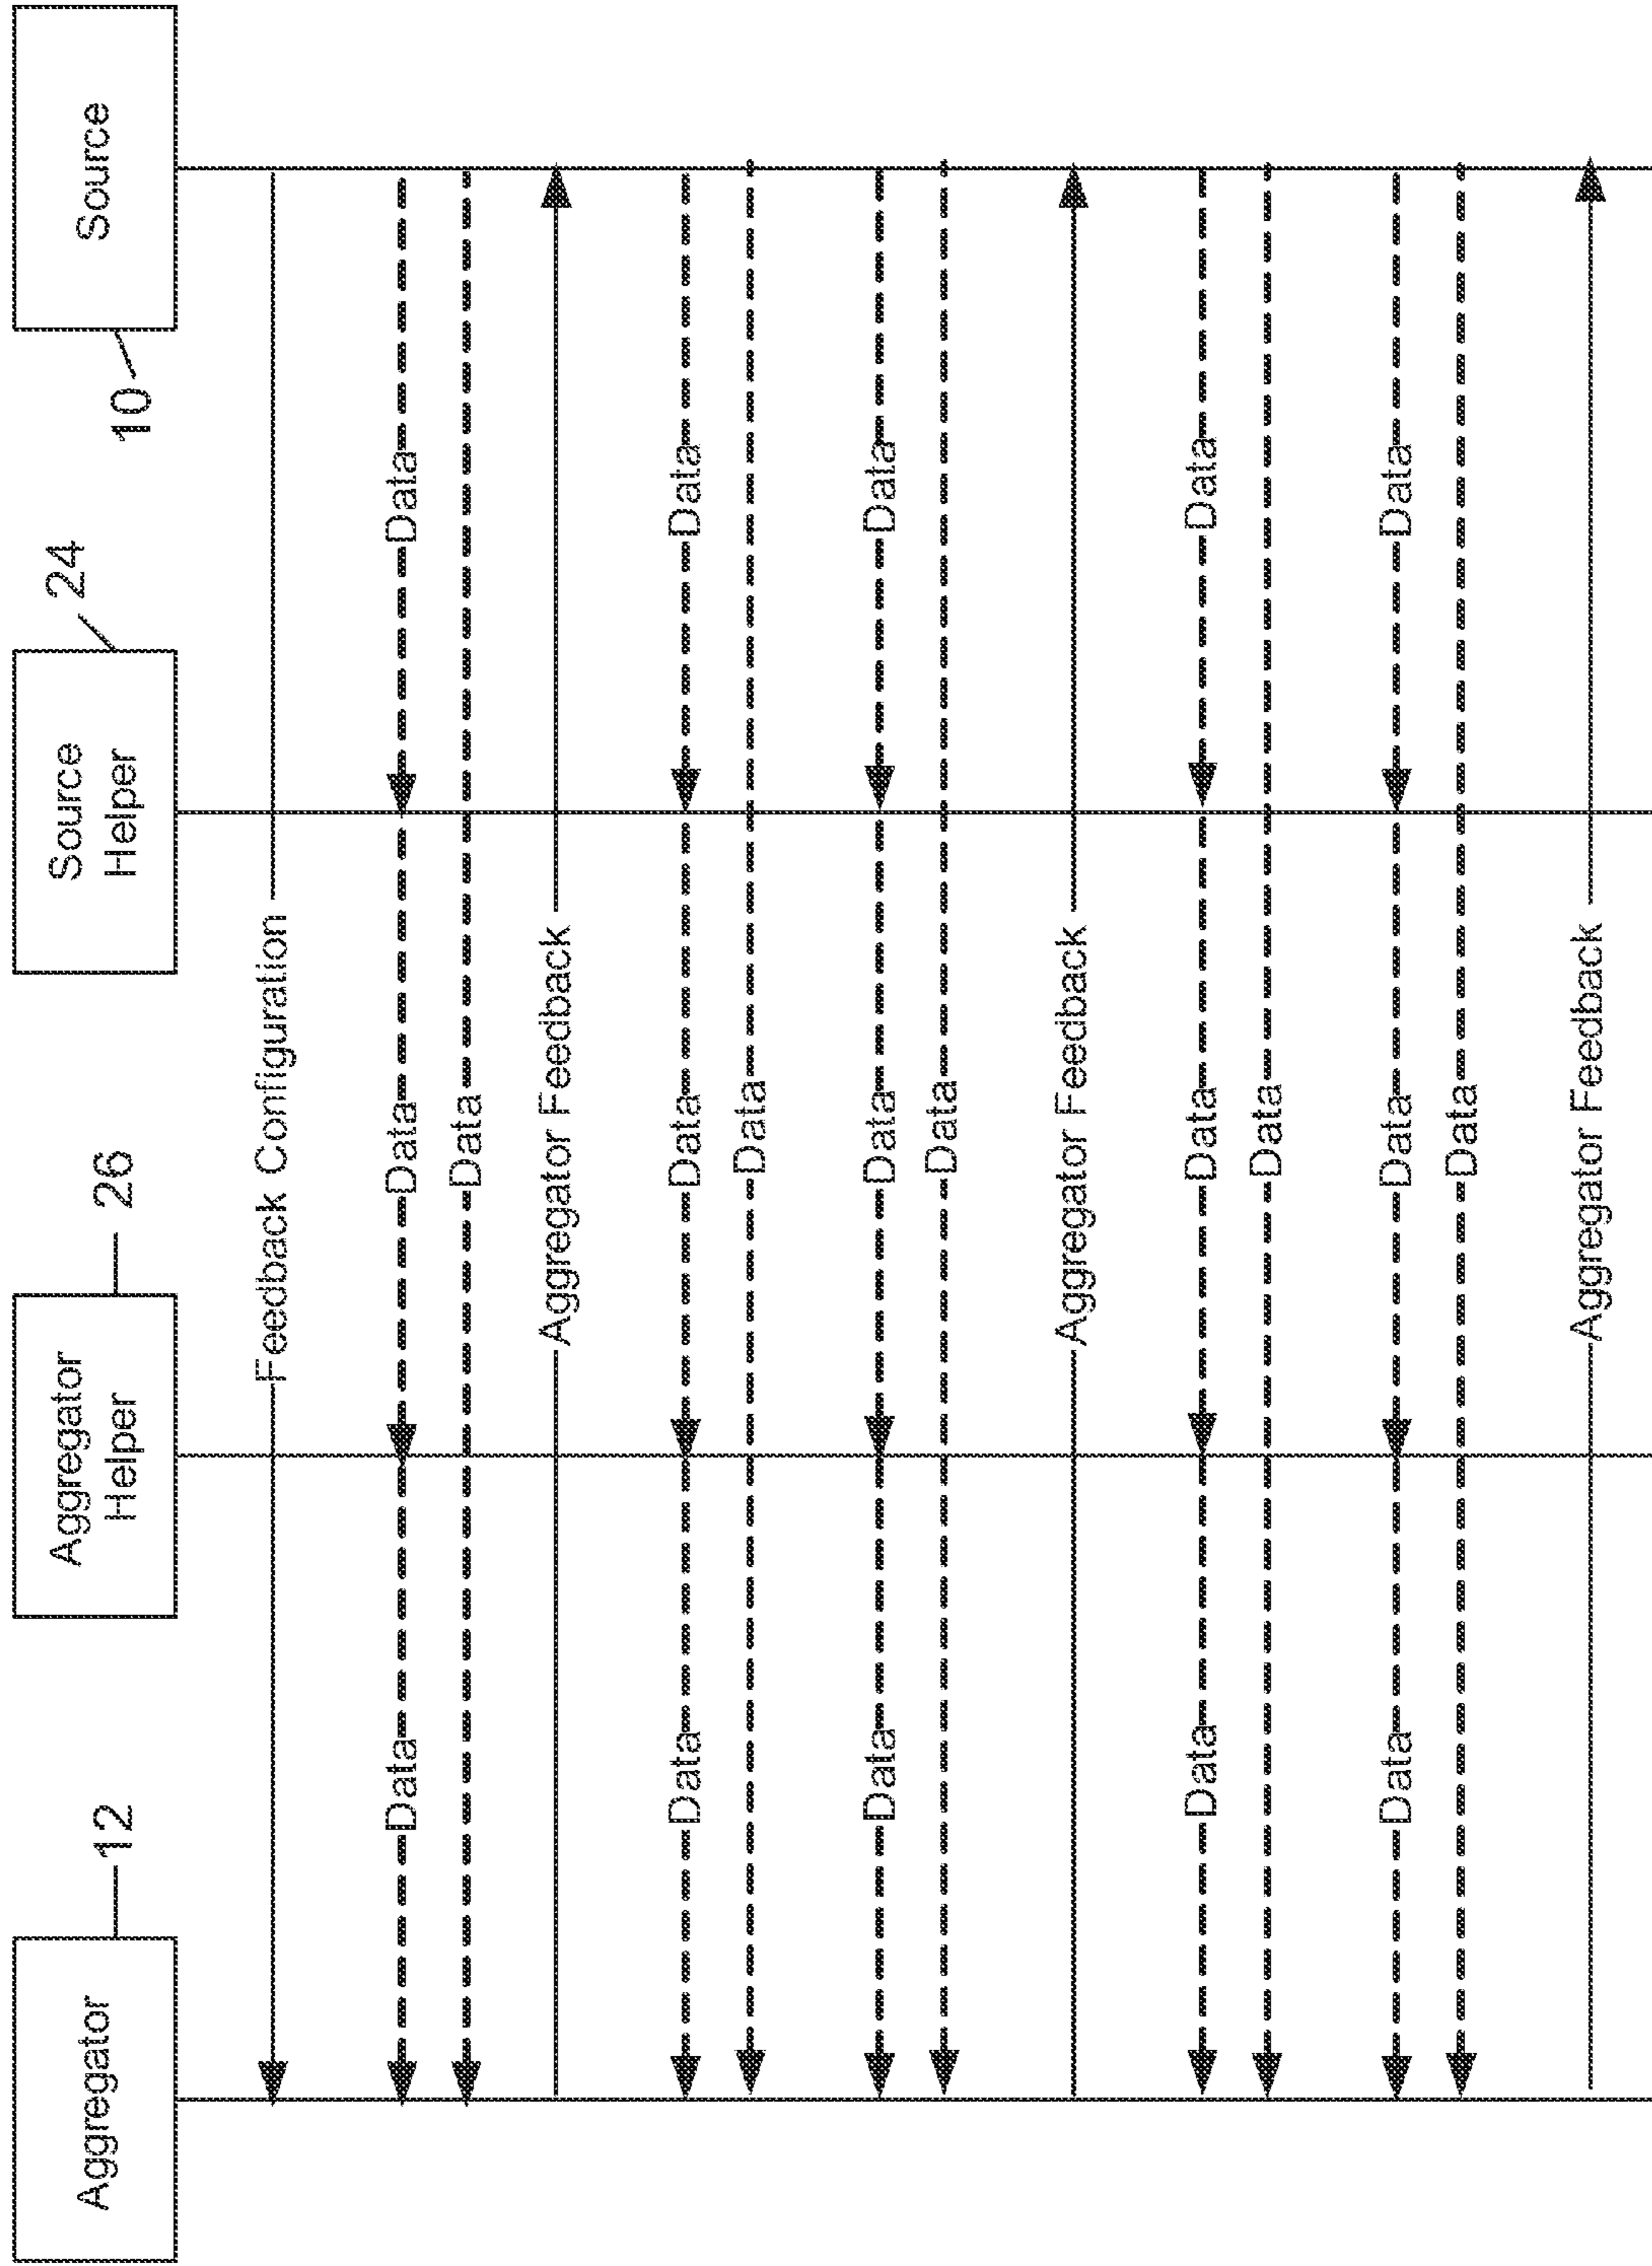 Aggregator
12
Aggregator
Helper
26
Source
Helper
24
Source
10
Feedback Configuration
Data Data Data
Data
Aggregator Feedback
Data Data Data
Data
Data Data Data
Data
Aggregator Feedback
Data Data Data
Data
Data Data Data
Data
Aggregator Feedback